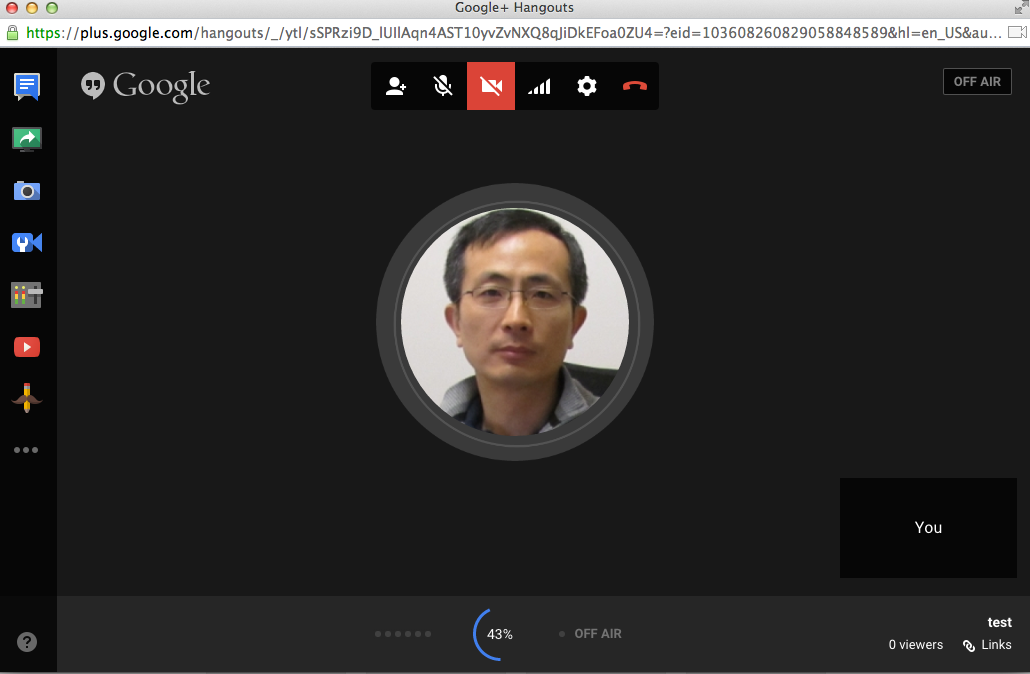 Google+ Hangouts
https://plus.google.com/hangouts/_/ytl/sSPRzi9D_lUIlAqn4AST10yvZvNXQ8qJiDkEFoa0ZU4=?eid=103608260829058848589&hl=en_US&au...
Google
OFF AIR
You
43%
OFF AIR
test
0 viewers
Links
?